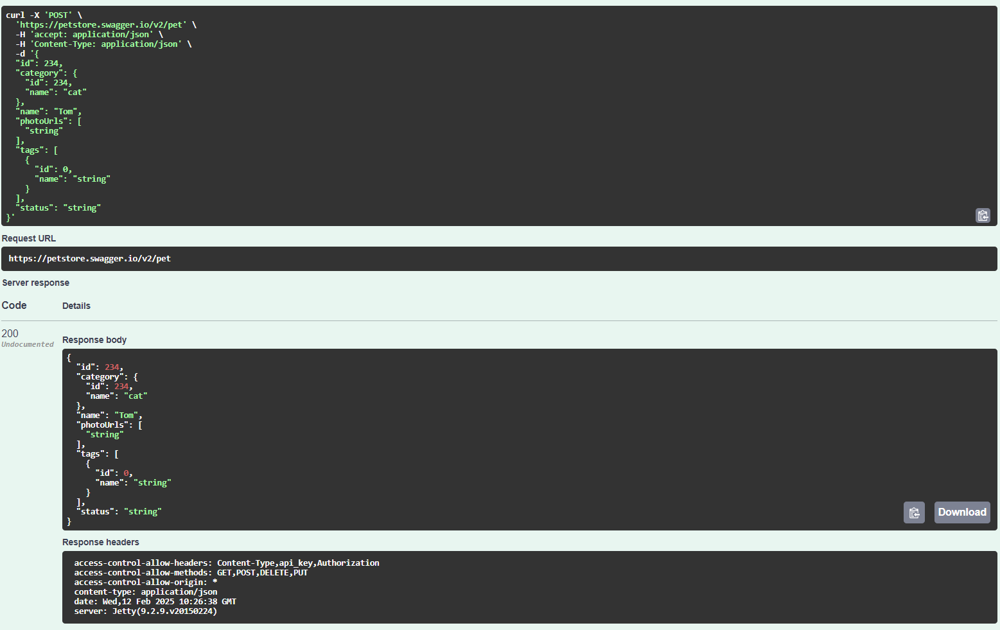 curl -X 'POST' \
  'https://petstore.swagger.io/v2/pet' \
  -H 'accept: application/json' \
  -H 'Content-Type: application/json' \
  -d '{
  "id": 234,
  "category": {
    "id": 234,
    "name": "cat"
  },
  "name": "Tom",
  "photoUrls": [
    "string"
  ],
  "tags": [
    {
      "id": 0,
      "name": "string"
    }
  ],
  "status": "string"
}'
Request URL
https://petstore.swagger.io/v2/pet
Server response
Code Details
200
Undocumented
Response body
{
  "id": 234,
  "category": {
    "id": 234,
    "name": "cat"
  },
  "name": "Tom",
  "photoUrls": [
    "string"
  ],
  "tags": [
    {
      "id": 0,
      "name": "string"
    }
  ],
  "status": "string"
}
Download
Response headers
access-control-allow-headers: Content-Type,api_key,Authorization
access-control-allow-methods: GET,POST,DELETE,PUT
access-control-allow-origin: *
content-type: application/json
date: Wed,12 Feb 2025 10:26:38 GMT
server: Jetty(9.2.9.v20150224)